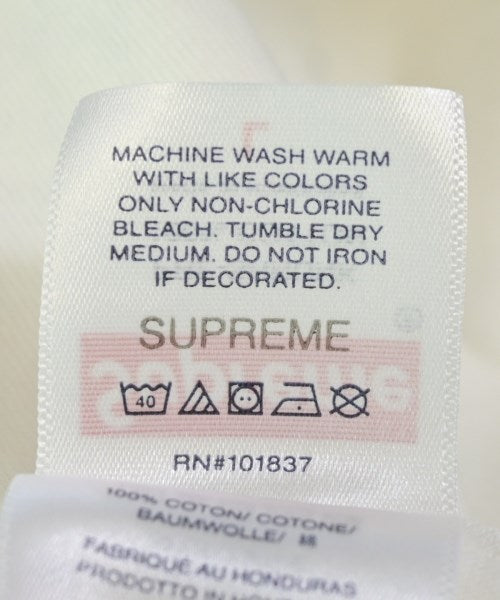 MACHINE WASH WARM
WITH LIKE COLORS
ONLY NON-CHLORINE
BLEACH. TUMBLE DRY
MEDIUM. DO NOT IRON
IF DECORATED.
SUPREME
40
RN#101837
100% COTON/ COTONE/
BAUMWOLLE/ 綿
FABRIQUÉ AU HONDURAS
PRODOTTO IN